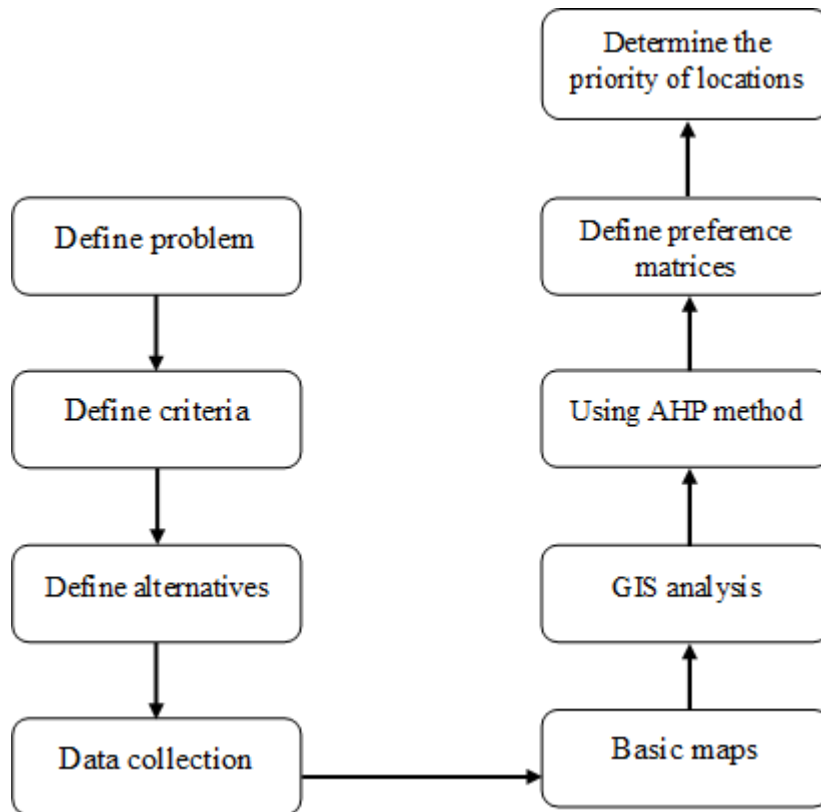 Define problem
Define criteria
Define alternatives
Data collection
Basic maps
GIS analysis
Using AHP method
Define preference
matrices
Determine the
priority of locations